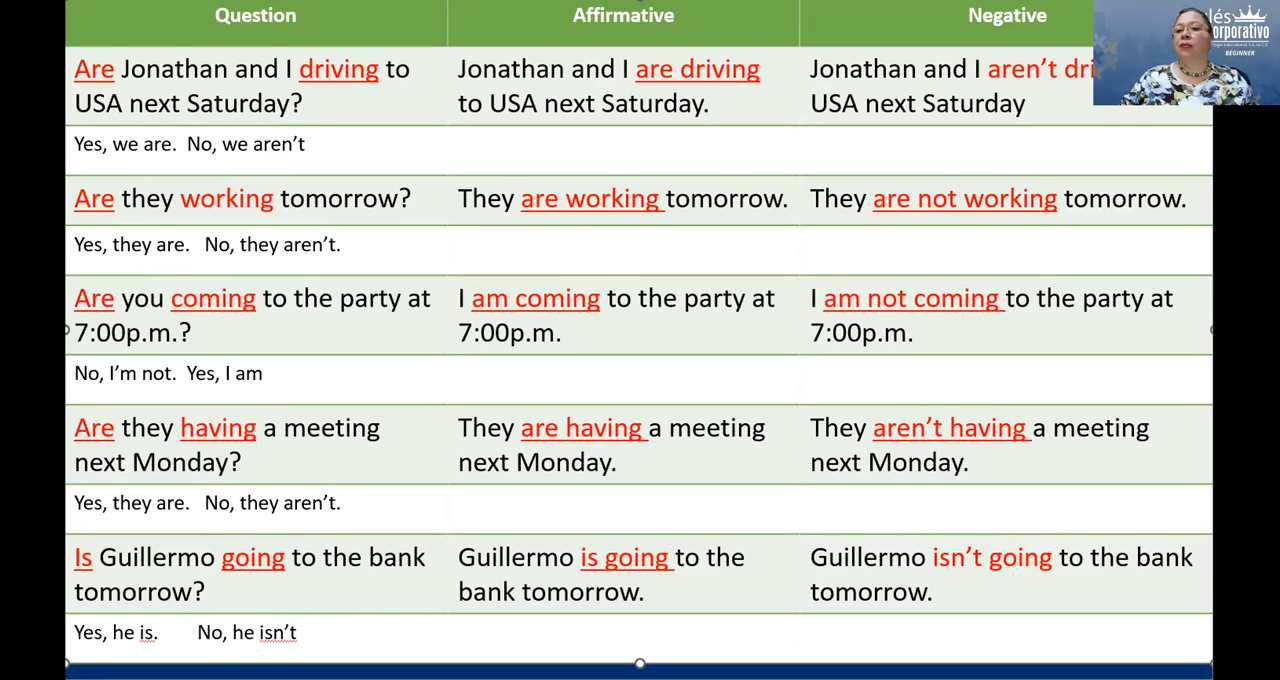 Question
Affirmative
Negative
Are Jonathan and I driving to
USA next Saturday?
Jonathan and I are driving
to USA next Saturday.
Jonathan and I aren't dri
USA next Saturday
Yes, we are. No, we aren't
Are they working tomorrow?
They are working tomorrow.
They are not working tomorrow.
Yes, they are. No, they aren't.
Are you coming to the party at
7:00p.m.?
I am coming to the party at
7:00p.m.
I am not coming to the party at
7:00p.m.
No, I'm not. Yes, I am
Are they having a meeting
next Monday?
They are having a meeting
next Monday.
They aren't having a meeting
next Monday.
Yes, they are. No, they aren't.
Is Guillermo going to the bank
tomorrow?
Guillermo is going to the
bank tomorrow.
Guillermo isn't going to the bank
tomorrow.
Yes, he is. No, he isn't
lés
orporativo
BEGINNER